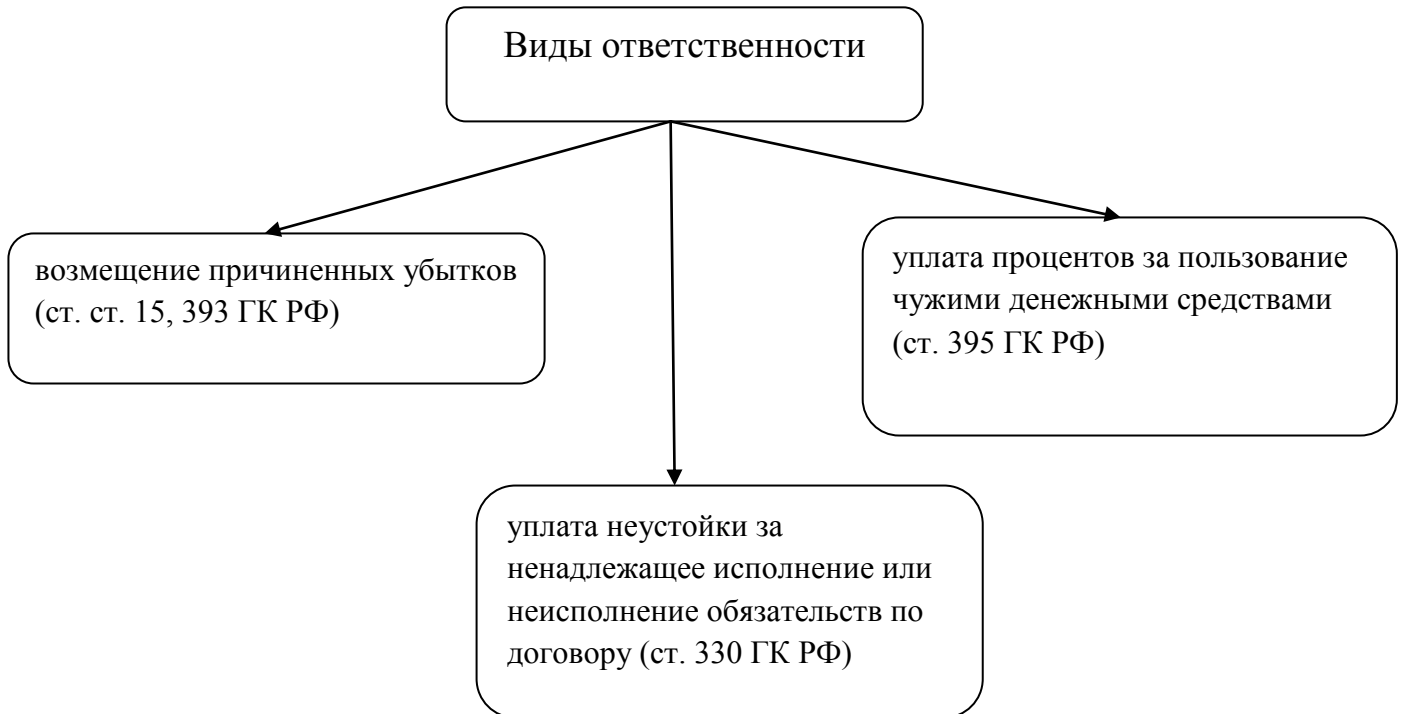 Виды ответственности
возмещение причиненных убытков
(ст. ст. 15, 393 ГК РФ)
уплата процентов за пользование
чужими денежными средствами
(ст. 395 ГК РФ)
уплата неустойки за
ненадлежащее исполнение или
неисполнение обязательств по
договору (ст. 330 ГК РФ)